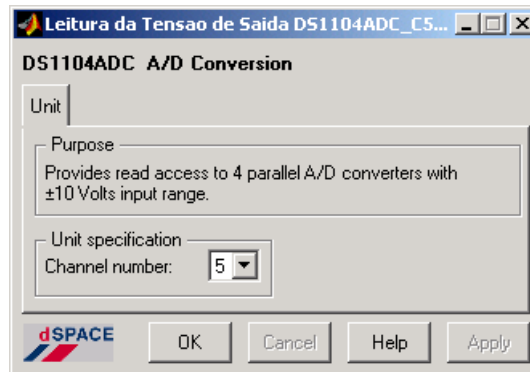 Leitura da Tensao de Saida DS1104ADC_C5...
DS1104ADC A/D Conversion
Unit
Purpose
Provides read access to 4 parallel A/D converters with
±10 Volts input range.
Unit specification
Channel number: 5
dSPACE OK Cancel Help Apply